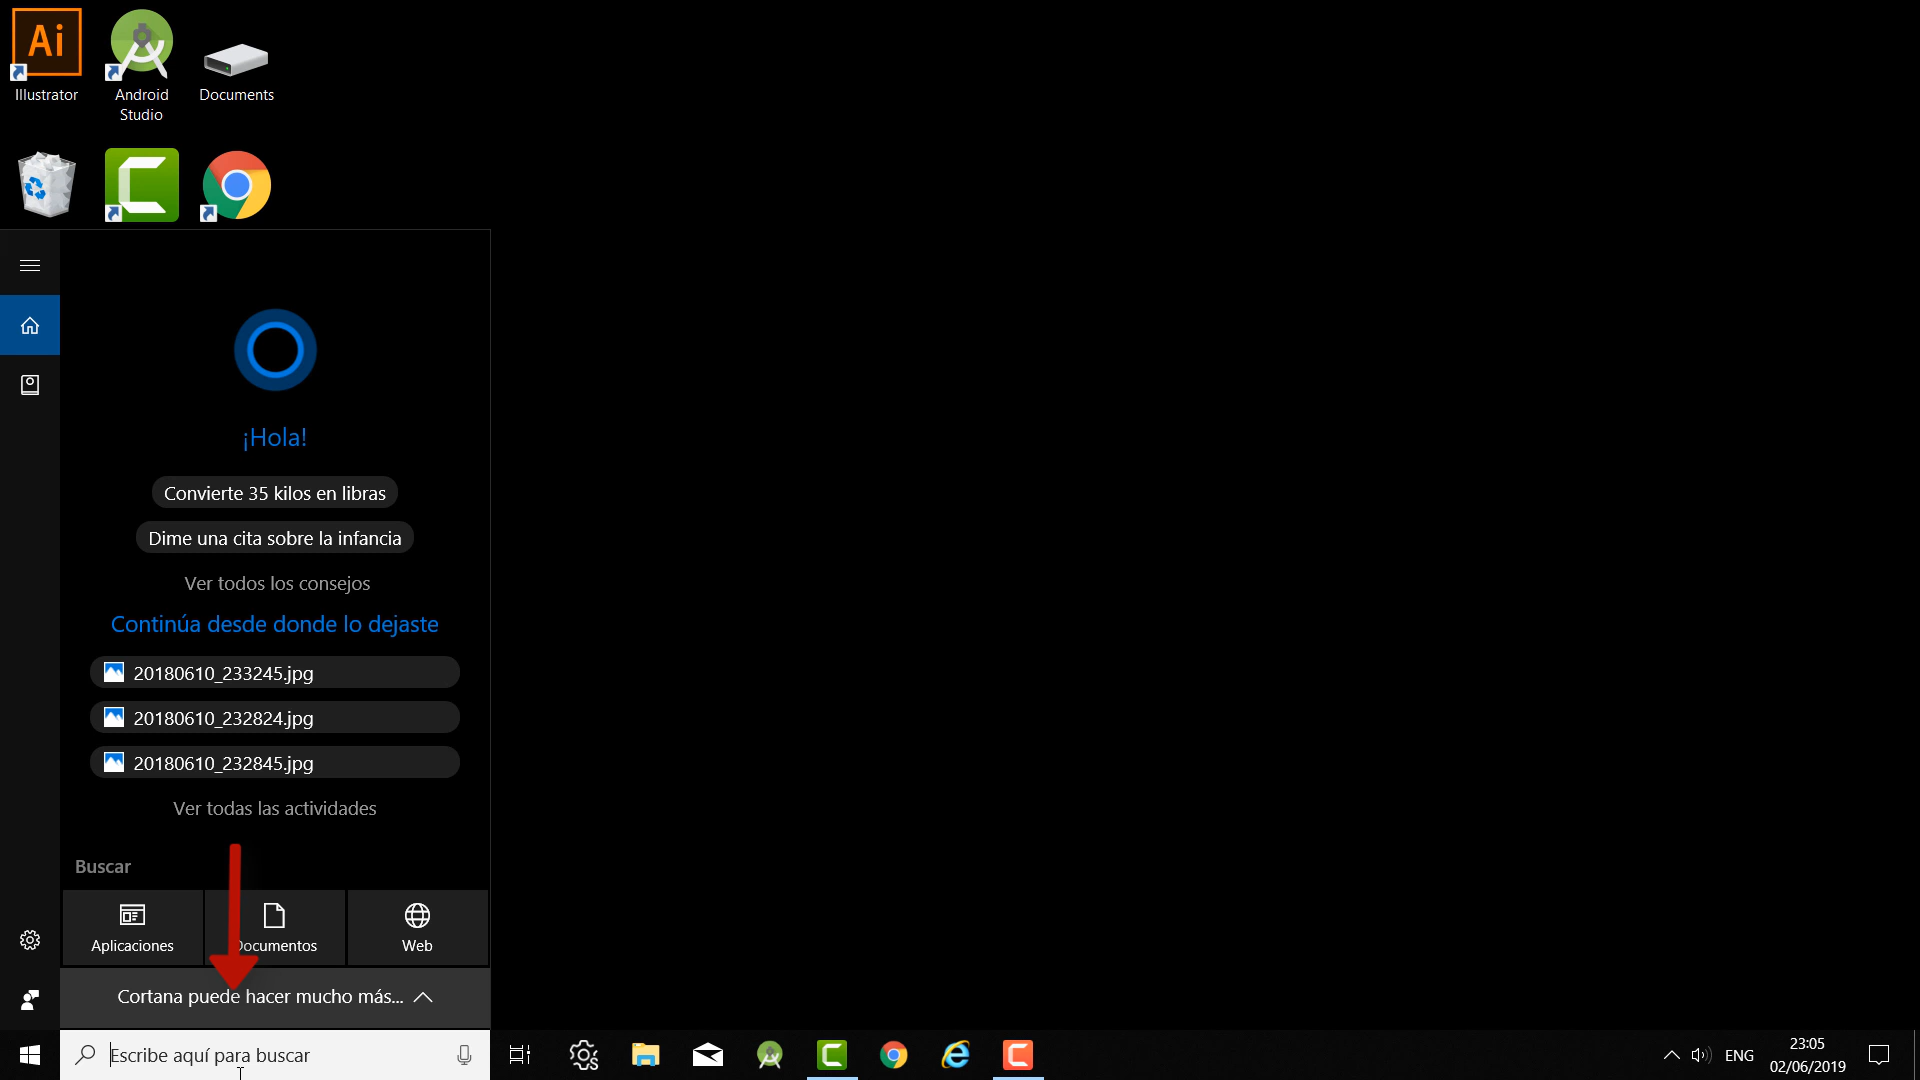 Ai
Illustrator
Android
Studio
Documents
¡Hola!
Convierte 35 kilos en libras
Dime una cita sobre la infancia
Ver todos los consejos
Continúa desde donde lo dejaste
20180610_233245.jpg
20180610_232824.jpg
20180610_232845.jpg
Ver todas las actividades
Buscar
Aplicaciones
Documentos
Web
Cortana puede hacer mucho más...
Escribe aquí para buscar
ENG
23:05
02/06/2019